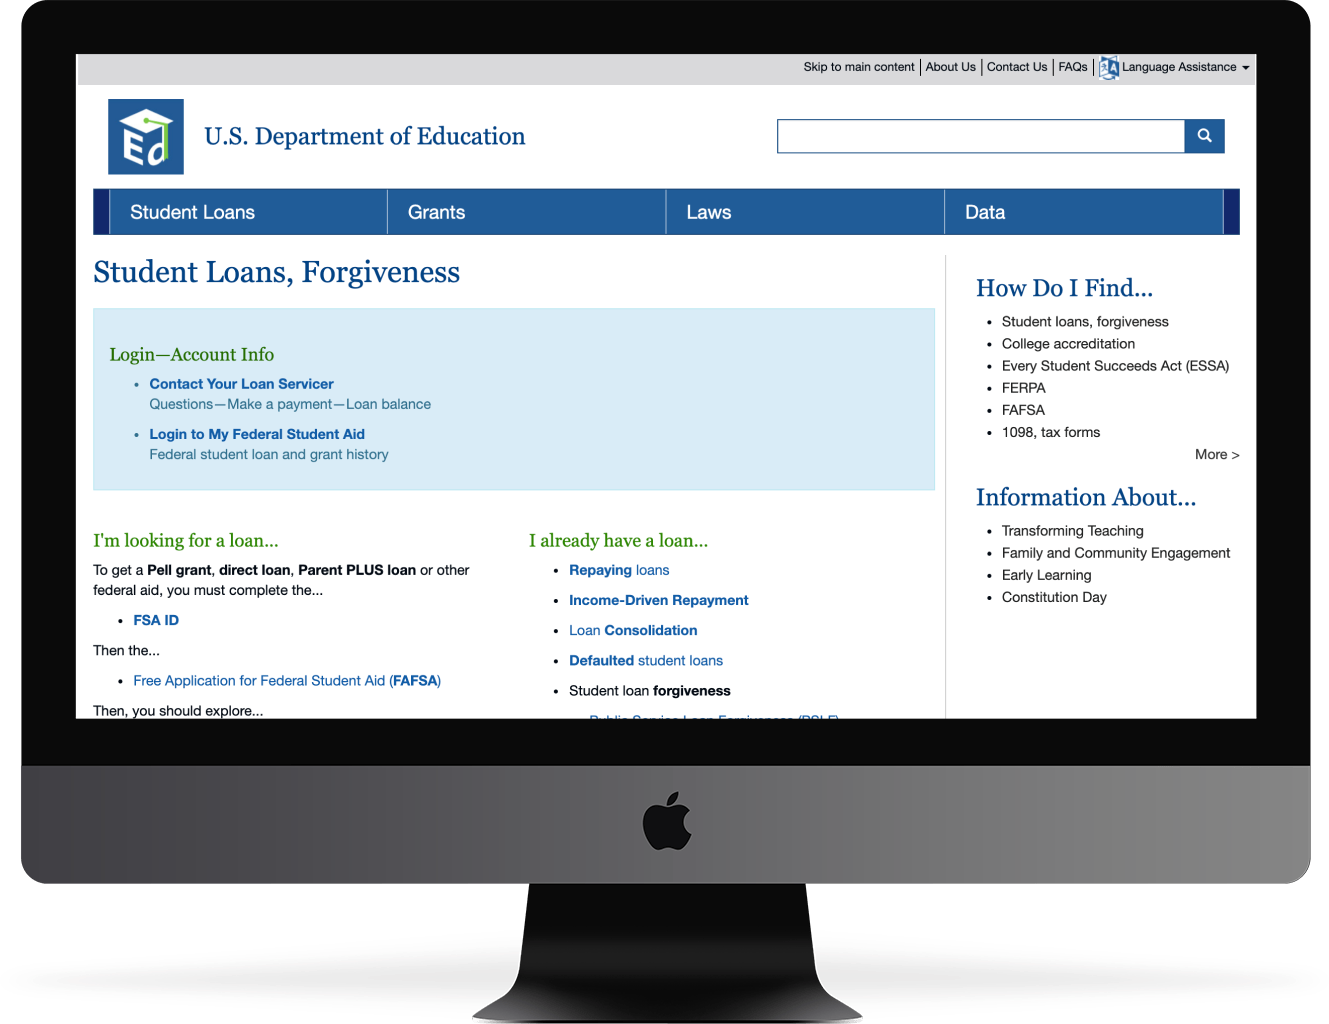 Skip to main content About Us Contact Us FAQs Language Assistance
Ed
U.S. Department of Education
Student Loans Grants Laws Data
Student Loans, Forgiveness
Login—Account Info
• Contact Your Loan Servicer
Questions—Make a payment—Loan balance
• Login to My Federal Student Aid
Federal student loan and grant history
I'm looking for a loan...
To get a Pell grant, direct loan, Parent PLUS loan or other
federal aid, you must complete the...
• FSA ID
Then the...
• Free Application for Federal Student Aid (FAFSA)
Then, you should explore...
I already have a loan...
• Repaying loans
• Income-Driven Repayment
• Loan Consolidation
• Defaulted student loans
• Student loan forgiveness
Public Service Loan Forgiveness (PSLF)
How Do I Find...
• Student loans, forgiveness
• College accreditation
• Every Student Succeeds Act (ESSA)
• FERPA
• FAFSA
• 1098, tax forms
More >
Information About...
• Transforming Teaching
• Family and Community Engagement
• Early Learning
• Constitution Day